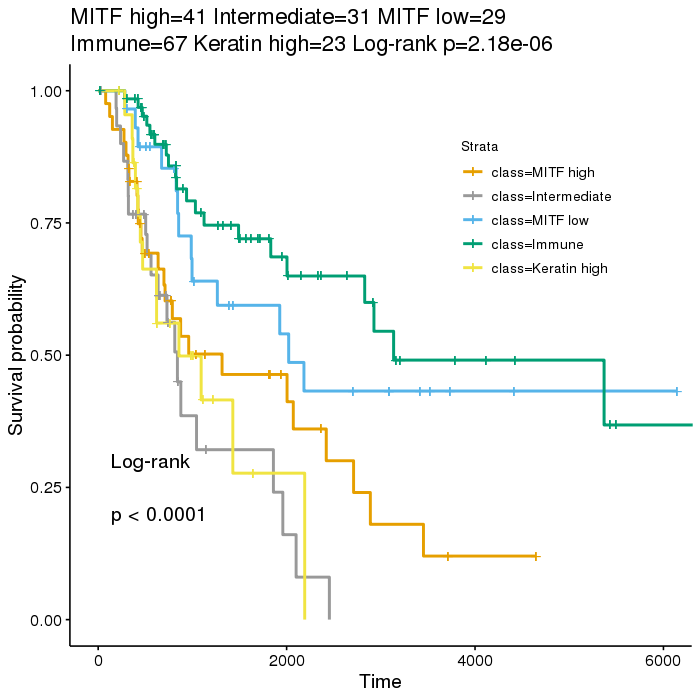 MITF high=41 Intermediate=31 MITF low=29
Immune=67 Keratin high=23 Log-rank p=2.18e-06
Strata
class=MITF high
class=Intermediate
class=MITF low
class=Immune
class=Keratin high
Survival probability
1.00
0.75
0.50
0.25
0.00
Log-rank
p < 0.0001
0 2000 4000 6000
Time